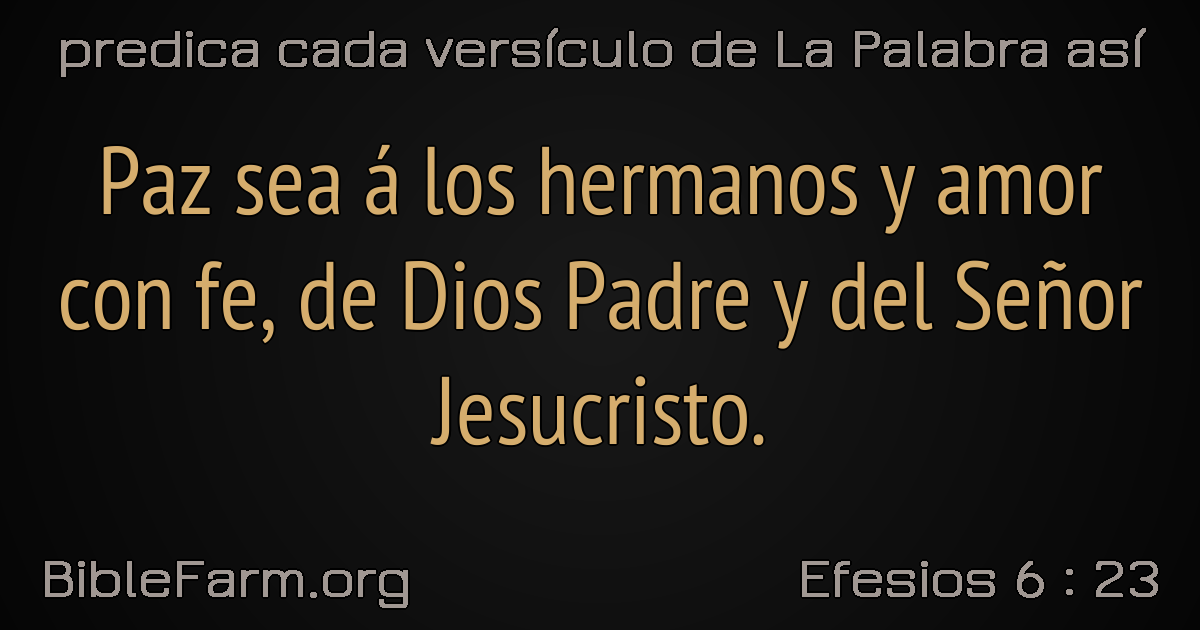 predica cada versículo de La Palabra así
Paz sea á los hermanos y amor
con fe, de Dios Padre y del Señor
Jesucristo.
BibleFarm.org
Efesios 6 : 23